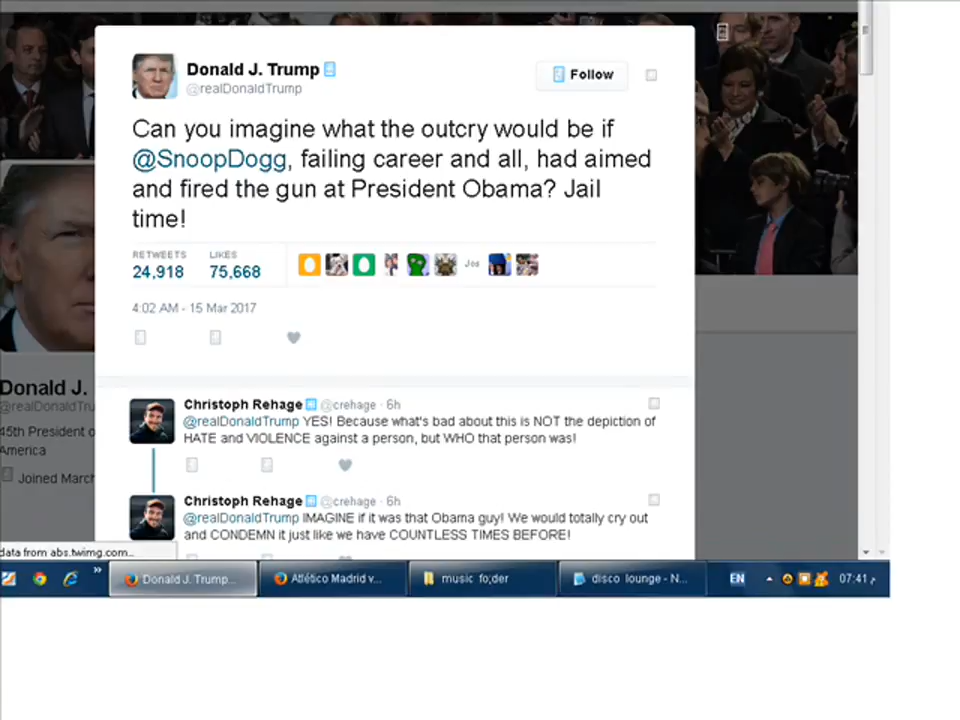 Donald J. Trump
Follow
@realDonaldTrump
Can you imagine what the outcry would be if
@SnoopDogg, failing career and all, had aimed
and fired the gun at President Obama? Jail
time!
RETWEETS LIKES
24,918 75,668
Jos
4:02 AM - 15 Mar 2017
Donald J.
@realDonaldTru
45th President o
America
Joined March
Christoph Rehage @crehage · 6h
@realDonaldTrump YES! Because what's bad about this is NOT the depiction of
HATE and VIOLENCE against a person, but WHO that person was!
Christoph Rehage @crehage · 6h
@realDonaldTrump IMAGINE if it was that Obama guy! We would totally cry out
and CONDEMN it just like we have COUNTLESS TIMES BEFORE!
data from abs.twimg.com...
Donald J. Trump...
Atlético Madrid v...
music fo;der
disco lounge - N...
EN
07:41 م